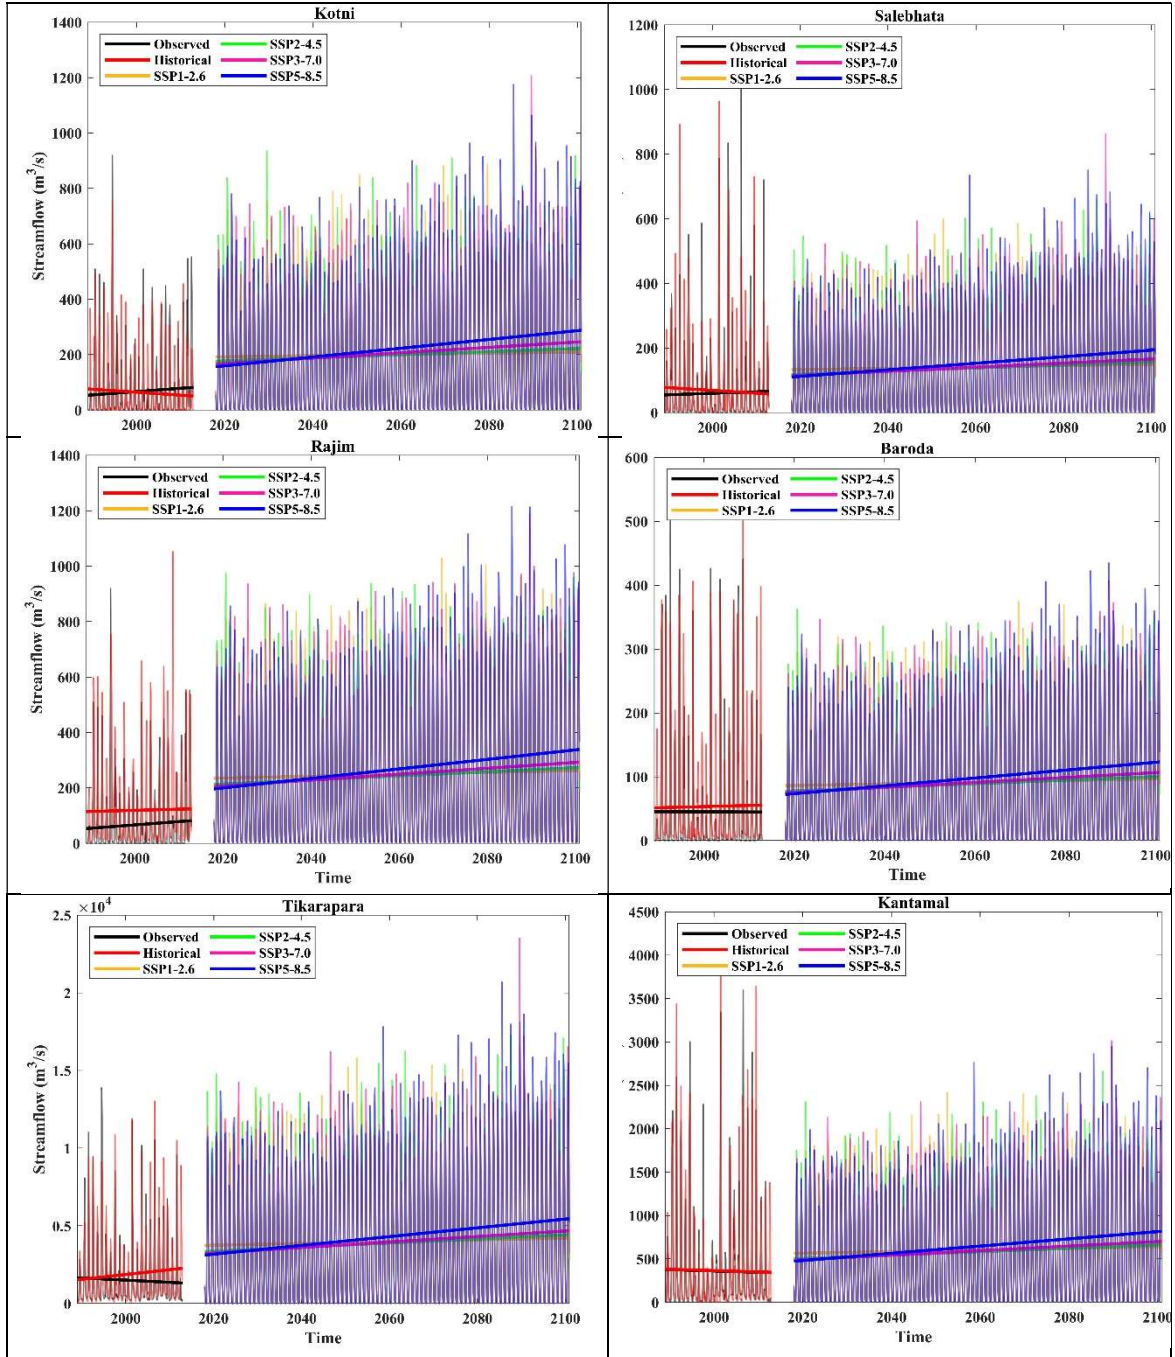 Kotni
1400
1200
1000
800
600
400
200
0
Streamflow (m³/s)
Observed
Historical
SSP1-2.6
SSP2-4.5
SSP3-7.0
SSP5-8.5
2000 2020 2040 2060 2080 2100
Salebhata
1200
1000
800
600
400
200
0
Observed
Historical
SSP1-2.6
SSP2-4.5
SSP3-7.0
SSP5-8.5
2000 2020 2040 2060 2080 2100
Rajim
1400
1200
1000
800
600
400
200
0
Streamflow (m³/s)
Observed
Historical
SSP1-2.6
SSP2-4.5
SSP3-7.0
SSP5-8.5
2000 2020 2040 2060 2080 2100
Time
Baroda
600
500
400
300
200
100
0
Observed
Historical
SSP1-2.6
SSP2-4.5
SSP3-7.0
SSP5-8.5
2000 2020 2040 2060 2080 2100
Time
Tikarapara
×10⁴
2.5
2
1.5
1
0.5
0
Streamflow (m³/s)
Observed
Historical
SSP1-2.6
SSP2-4.5
SSP3-7.0
SSP5-8.5
2000 2020 2040 2060 2080 2100
Time
Kantamal
4500
4000
3500
3000
2500
2000
1500
1000
500
0
Observed
Historical
SSP1-2.6
SSP2-4.5
SSP3-7.0
SSP5-8.5
2000 2020 2040 2060 2080 2100
Time